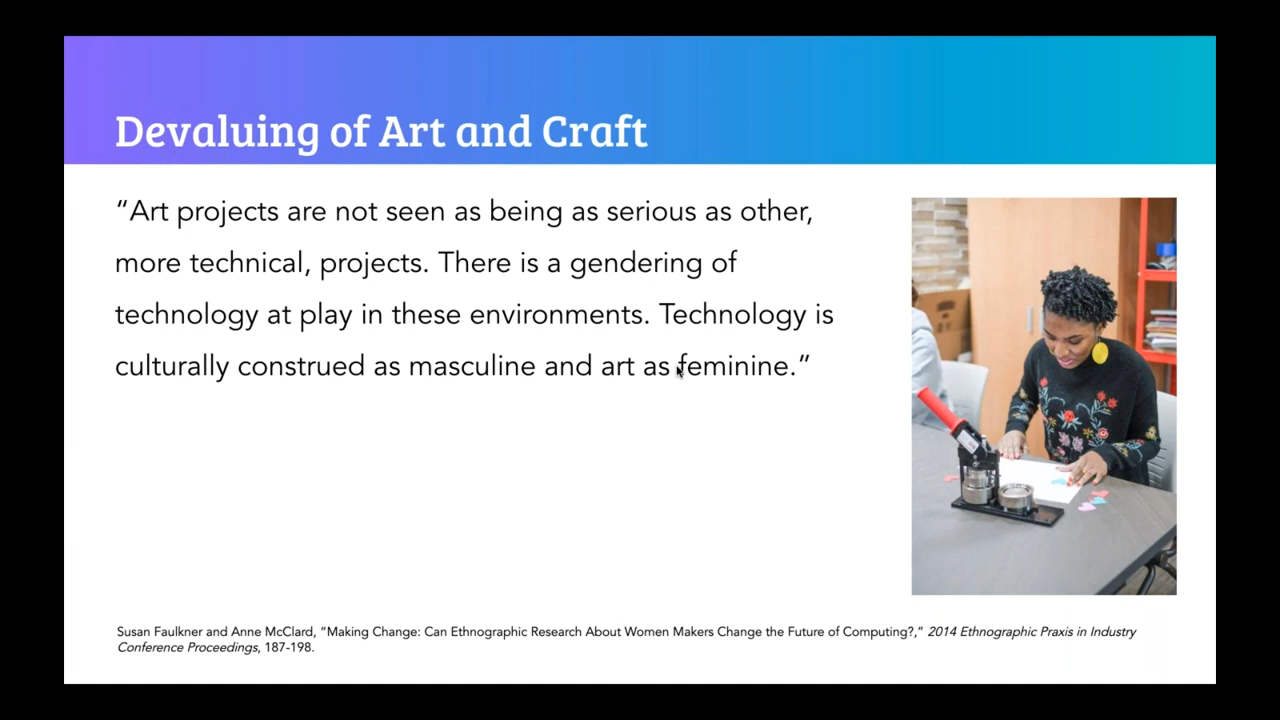 Devaluing of Art and Craft
“Art projects are not seen as being as serious as other,
more technical, projects. There is a gendering of
technology at play in these environments. Technology is
culturally construed as masculine and art as feminine.”
Susan Faulkner and Anne McClard, “Making Change: Can Ethnographic Research About Women Makers Change the Future of Computing?,” 2014 Ethnographic Praxis in Industry
Conference Proceedings, 187-198.